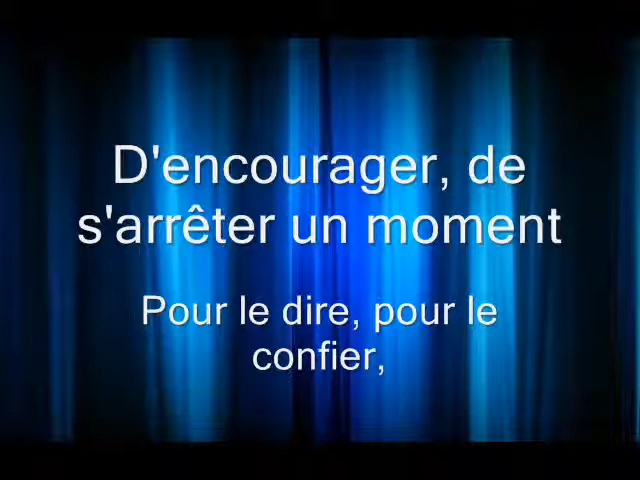 D'encourager, de
s'arrêter un moment
Pour le dire, pour le
confier,